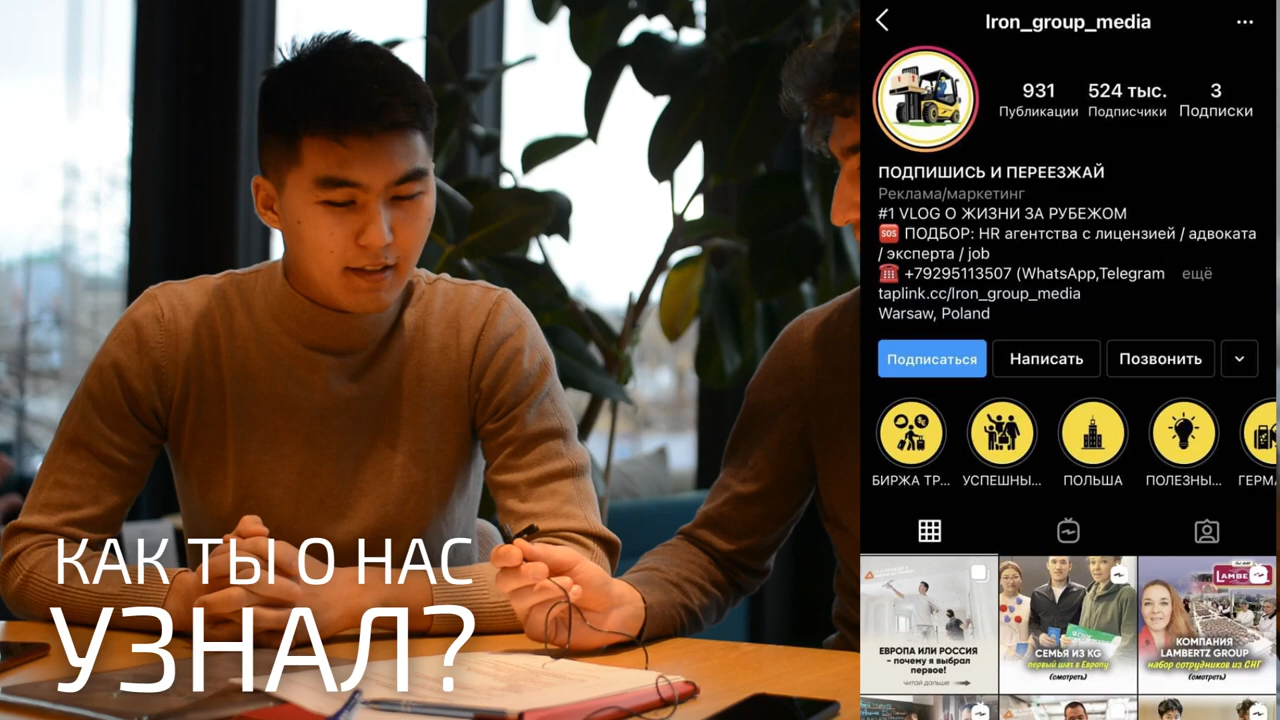 КАК ТЫ О НАС
УЗНАЛ?
Iron_group_media
931
524 тыс.
3
Публикации
Подписчики
Подписки
ПОДПИШИСЬ И ПЕРЕЕЗЖАЙ
Реклама/маркетинг
#1 VLOG О ЖИЗНИ ЗА РУБЕЖОМ
🆘 ПОДБОР: HR агентства с лицензией / адвоката
/ эксперта / job
☎️ +79295113507 (WhatsApp,Telegram ещё
taplink.cc/Iron_group_media
Warsaw, Poland
Подписаться
Написать
Позвонить
БИРЖА ТР...
УСПЕШНЫ...
ПОЛЬША
ПОЛЕЗНЫ...
ГЕРМА
ЕВРОПА ИЛИ РОССИЯ
- почему я выбрал
первое!
читай дальше
СЕМЬЯ ИЗ KG
первый шаг в Европу
(смотреть)
КОМПАНИЯ
LAMBERTZ GROUP
набор сотрудников из СНГ
(смотреть)